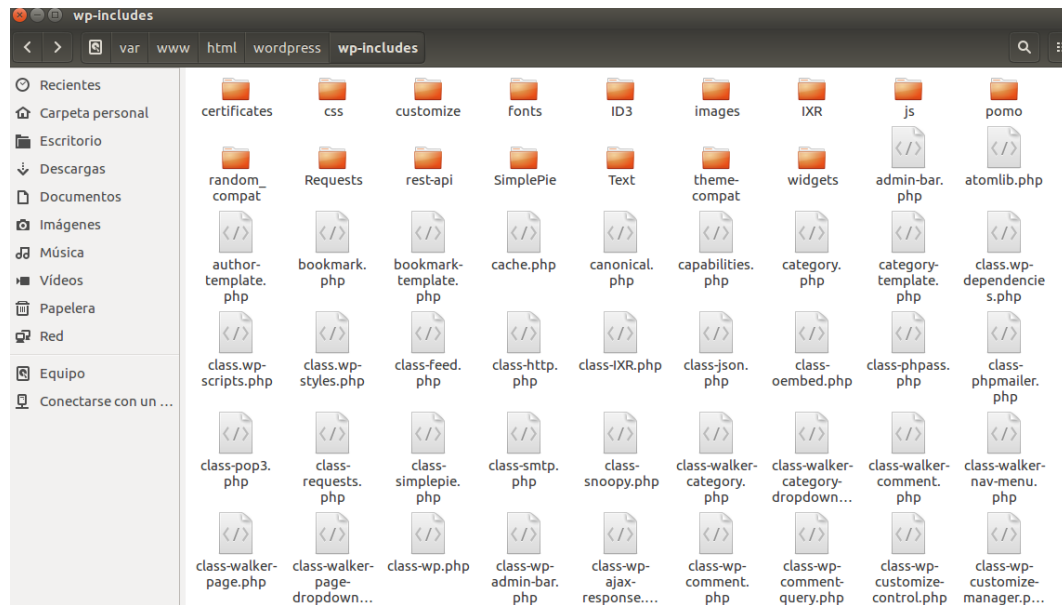 wp-includes
var www html wordpress wp-includes
Recientes
Carpeta personal
Escritorio
Descargas
Documentos
Imágenes
Música
Vídeos
Papelera
Red
Equipo
Conectarse con un …
certificates css customize fonts ID3 images IXR js pomo
random_ Requests rest-api SimplePie Text theme- widgets admin-bar. atomlib.php
compat compat php
author- bookmark. bookmark- cache.php canonical. capabilities. category. category- class.wp-
template. php template. php php php template. dependencie
php php php s.php
class.wp- class.wp- class-feed. class-http. class-IXR.php class-json. class- class-phpass. class-
scripts.php styles.php php php php oembed.php php phpmailer.
php
class-pop3. class- class- class-smtp. class- class-walker- class-walker- class-walker- class-walker-
php requests. simplepie. php snoopy.php category. category- comment. nav-menu.
php php php dropdown… php php
class-walker- class-walker- class-wp.php class-wp- class-wp- class-wp- class-wp- class-wp- class-wp-
page.php page- admin-bar. ajax- comment. comment- customize- customize-
dropdown… php response.… php query.php control.php manager.p…